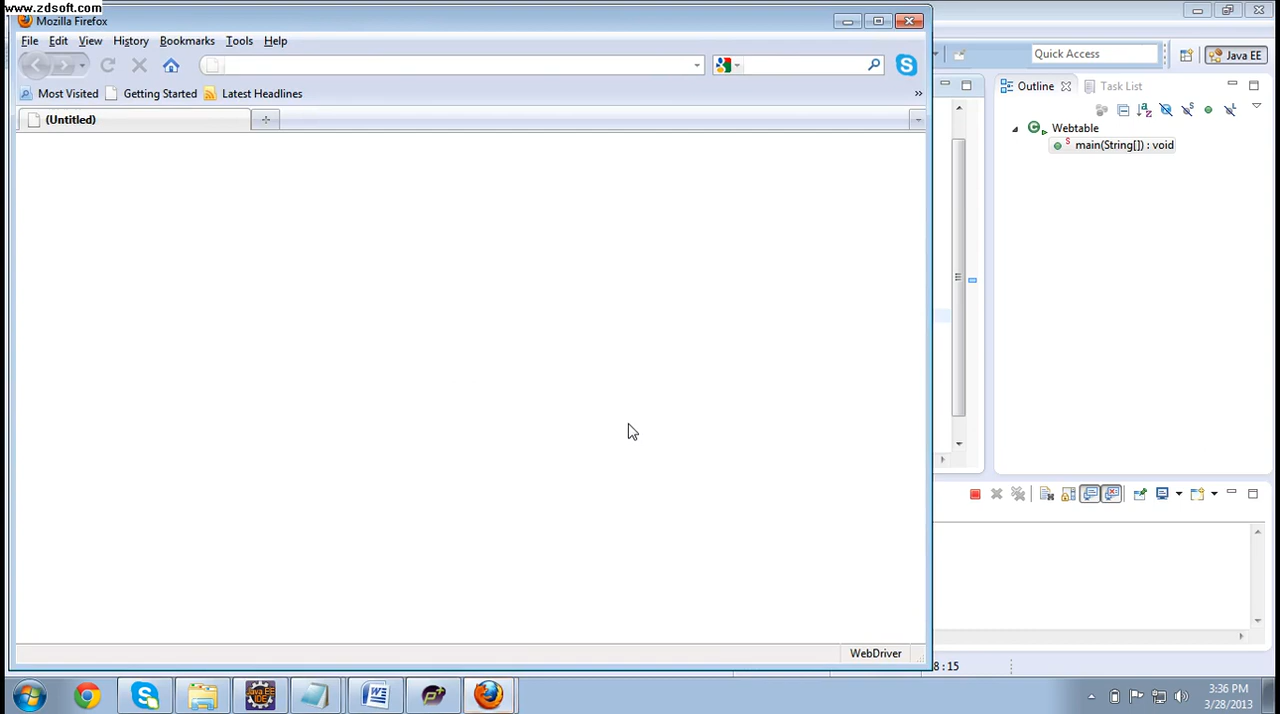 www.zdsoft.com
Mozilla Firefox
File Edit View History Bookmarks Tools Help
Quick Access
Java EE
Most Visited Getting Started Latest Headlines »
Outline Task List
(Untitled)
Webtable
main(String[]) : void
WebDriver
8 : 15
3:36 PM
3/28/2013